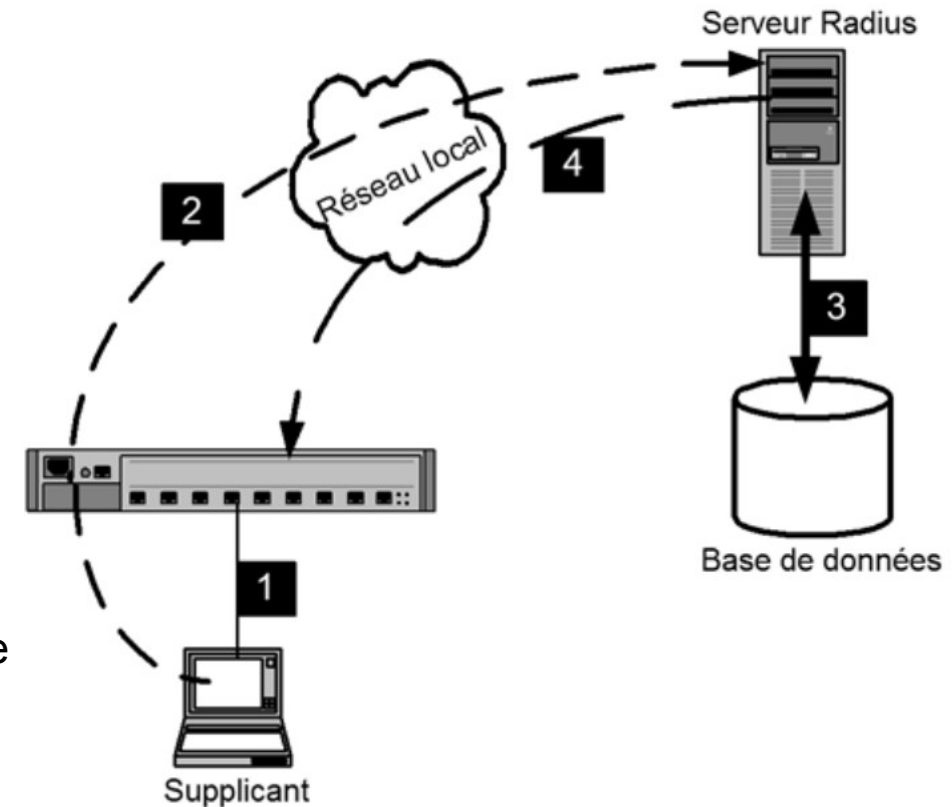 Serveur Radius
Réseau local
4
2
3
Base de données
1
e
Supplicant